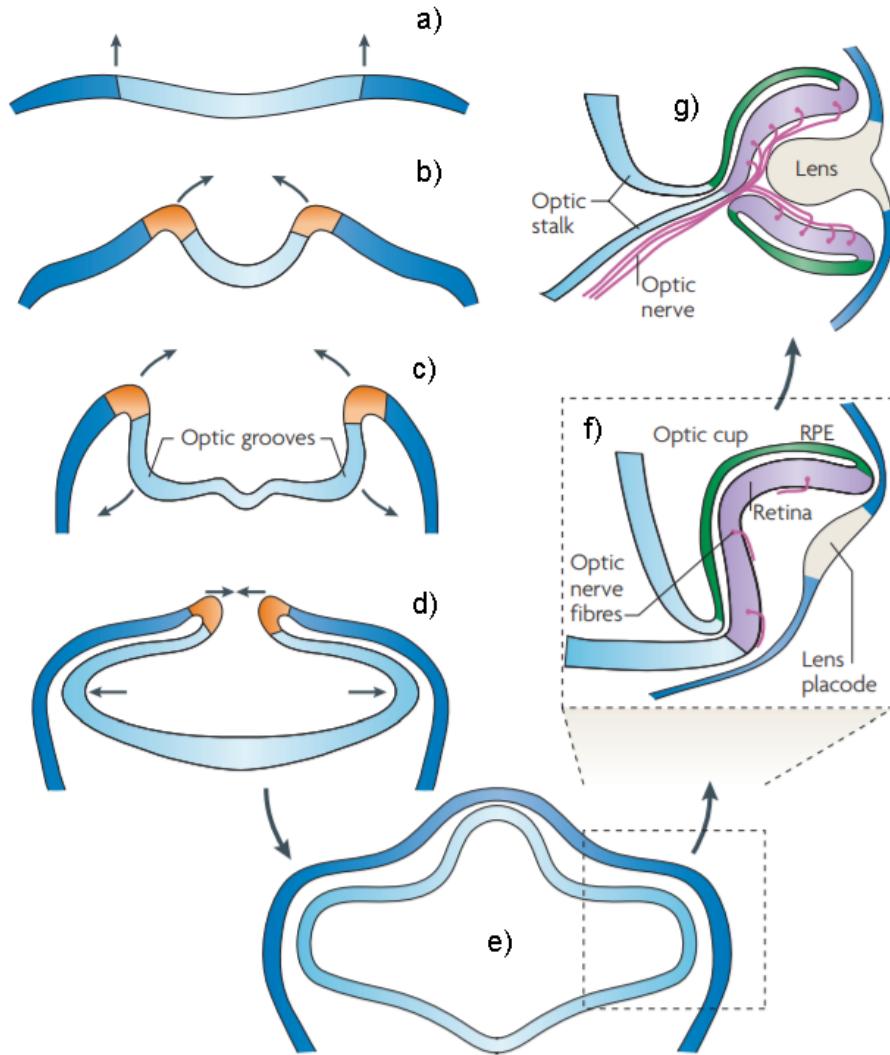 a)
b)
c)
Optic grooves
d)
e)
f)
Optic cup
RPE
Retina
Optic
nerve
fibres
Lens
placode
g)
Lens
Optic
stalk
Optic
nerve